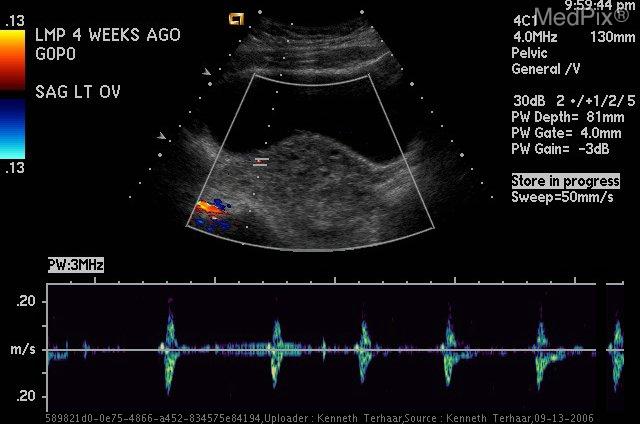 9:59:44 pm
MedPix®
.13
LMP 4 WEEKS AGO
G0P0
SAG LT OV
.13
4C1
4.0MHz 130mm
Pelvic
General /V
30dB 2 +/+1/2/5
PW Depth= 81mm
PW Gate= 4.0mm
PW Gain= -3dB
Store in progress
Sweep=50mm/s
PW:3MHz
.20
m/s
.20
589821d0-0e75-4866-a452-834575e84194,Uploader : Kenneth Terhaar,Source : Kenneth Terhaar,09-13-2006